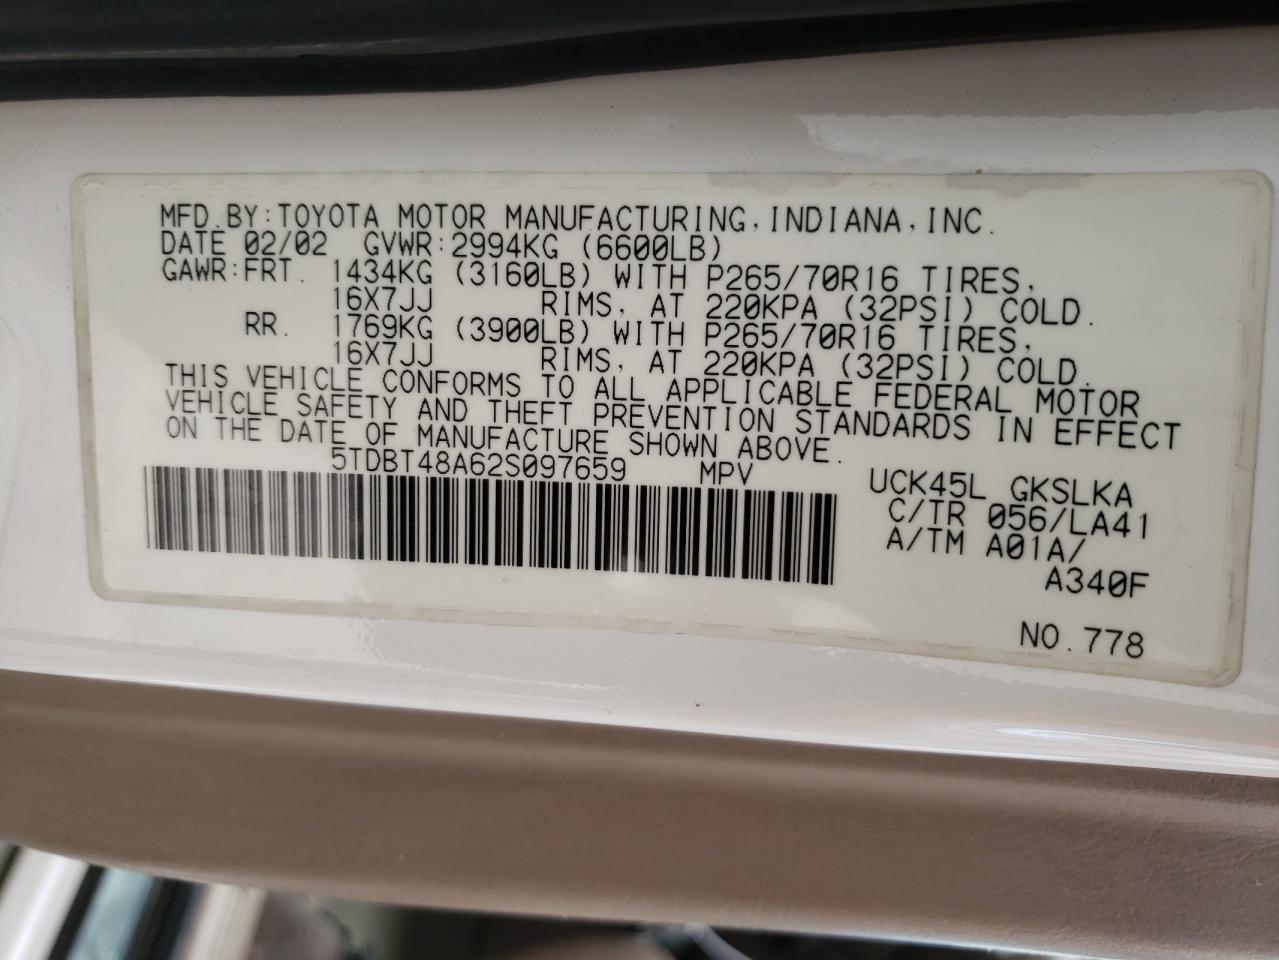 MFD.BY:TOYOTA MOTOR MANUFACTURING,INDIANA,INC.
DATE 02/02 GVWR:2994KG (6600LB)
GAWR:FRT. 1434KG (3160LB) WITH P265/70R16 TIRES,
16X7JJ RIMS, AT 220KPA (32PSI) COLD.
RR. 1769KG (3900LB) WITH P265/70R16 TIRES,
16X7JJ RIMS, AT 220KPA (32PSI) COLD.
THIS VEHICLE CONFORMS TO ALL APPLICABLE FEDERAL MOTOR
VEHICLE SAFETY AND THEFT PREVENTION STANDARDS IN EFFECT
ON THE DATE OF MANUFACTURE SHOWN ABOVE.
5TDBT48A62S097659 MPV
UCK45L GKSLKA
C/TR 056/LA41
A/TM A01A/
A340F
NO.778